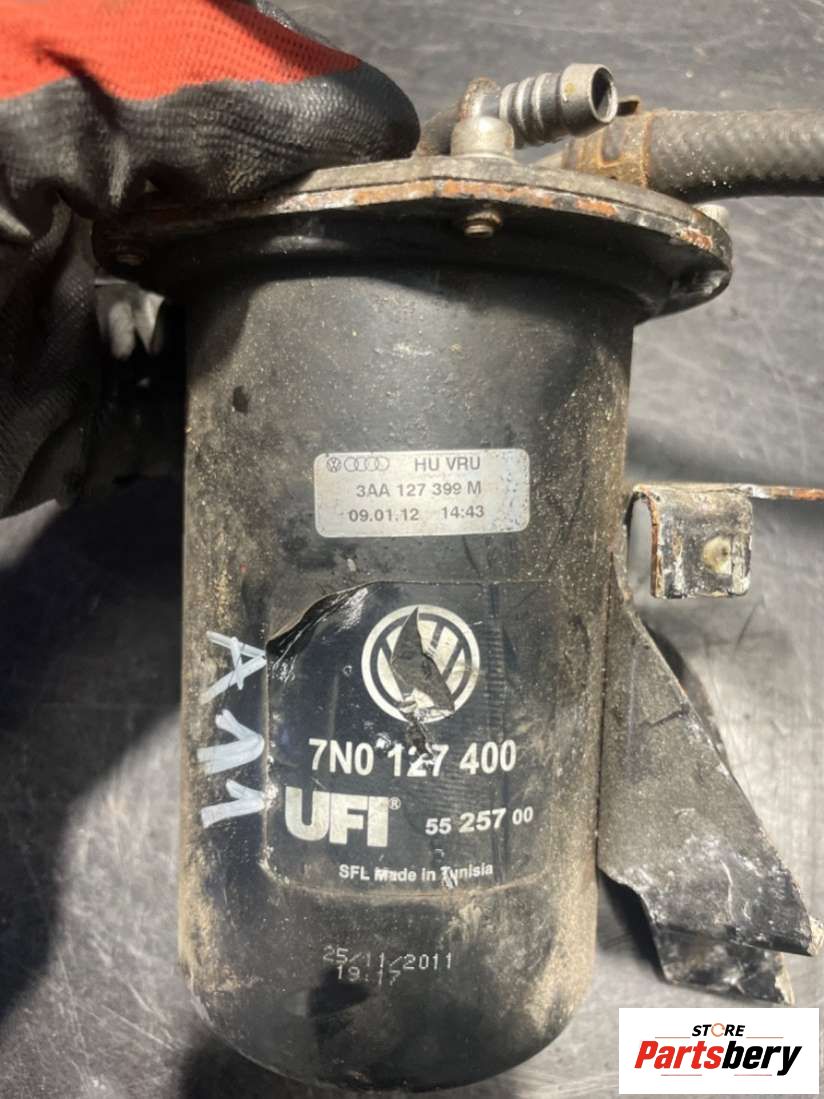 HU VRU
3AA 127 399 M
09.01.12 14:43
A11
7N0 127 400
UFI® 55 257 00
SFL Made in Tunisia
25/11/2011
19:17
STORE
Partsbery